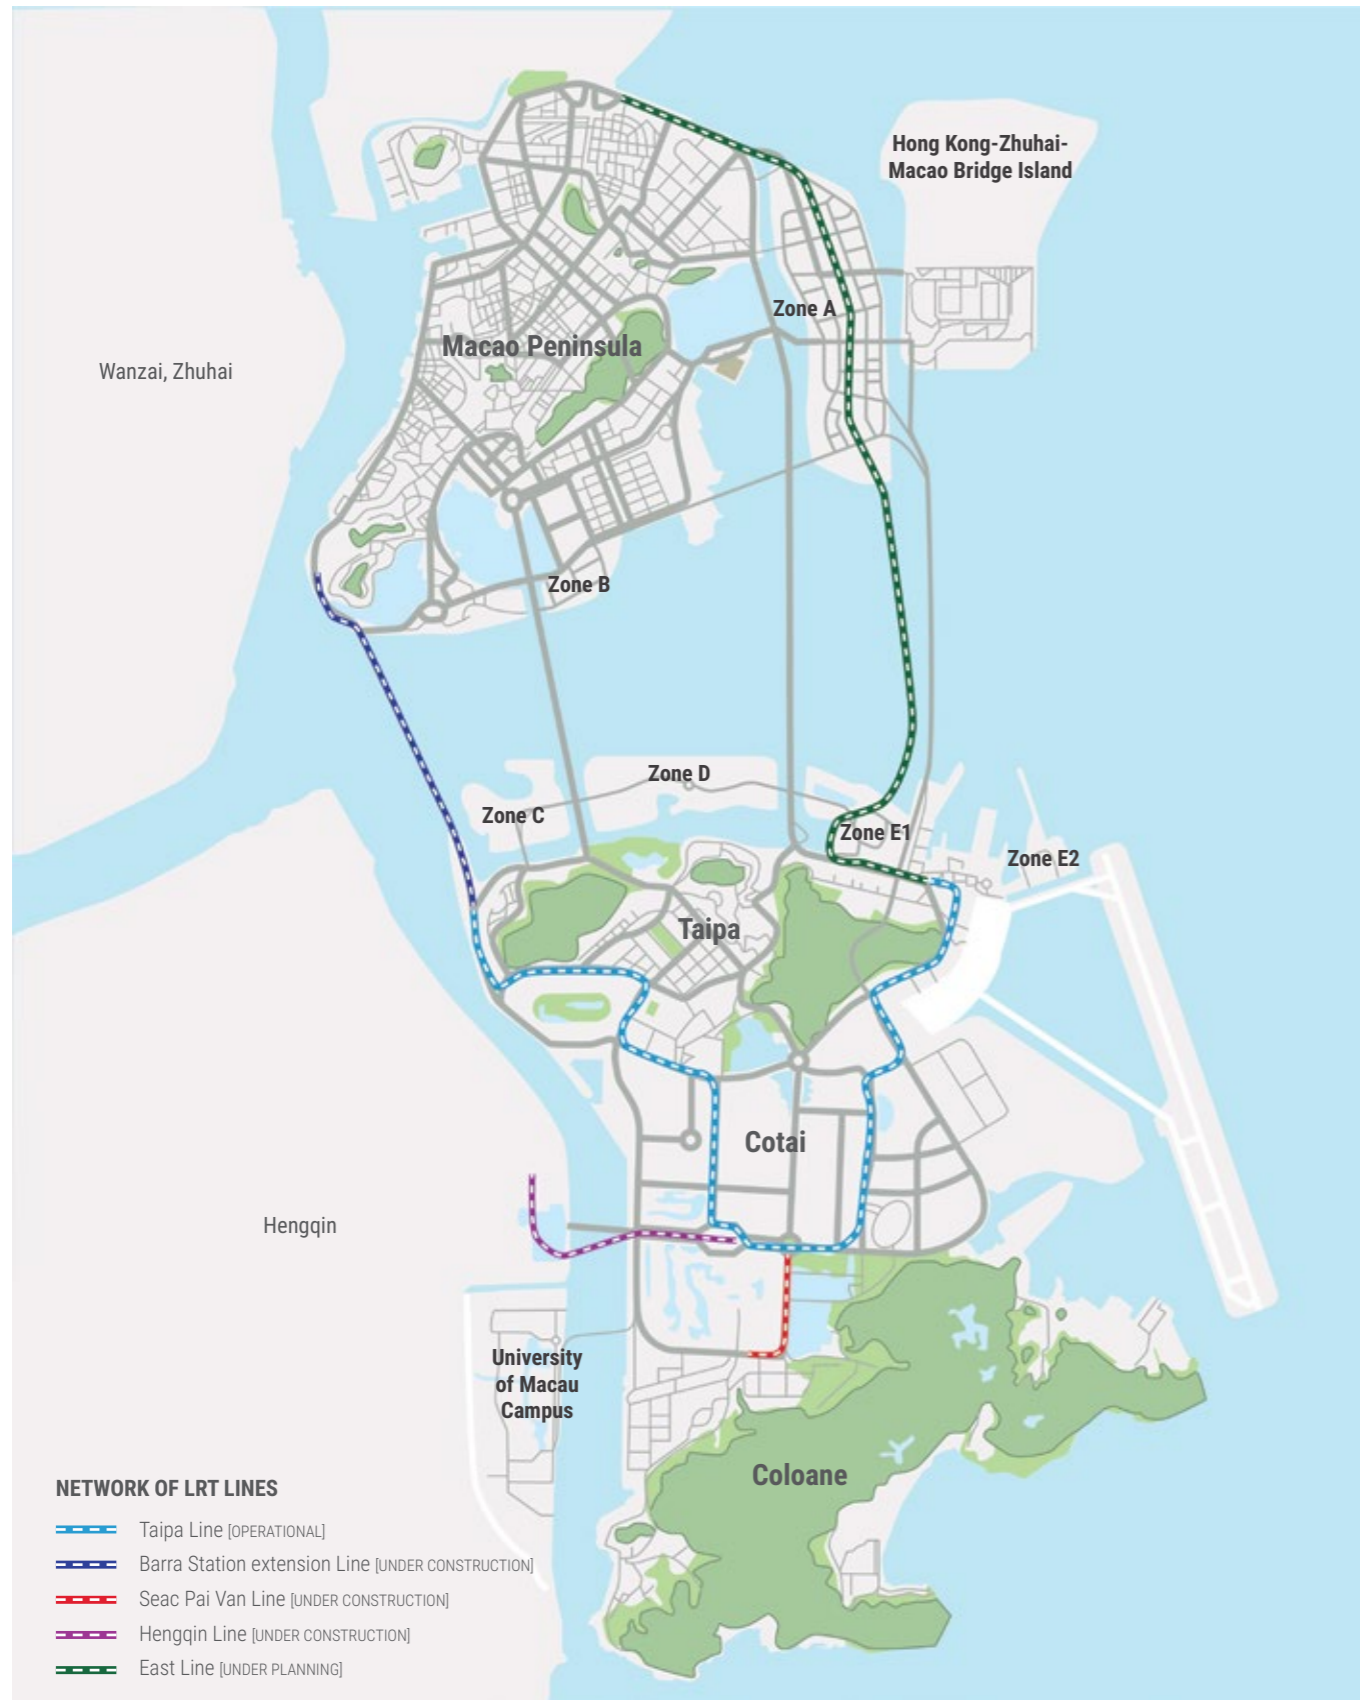 Hong Kong-Zhuhai-
Macao Bridge Island
Zone A
Macao Peninsula
Wanzai, Zhuhai
Zone B
Zone D
Zone C
Zone E1
Zone E2
Taipa
Cotai
Hengqin
University
of Macau
Campus
Coloane
NETWORK OF LRT LINES
Taipa Line [OPERATIONAL]
Barra Station extension Line [UNDER CONSTRUCTION]
Seac Pai Van Line [UNDER CONSTRUCTION]
Hengqin Line [UNDER CONSTRUCTION]
East Line [UNDER PLANNING]